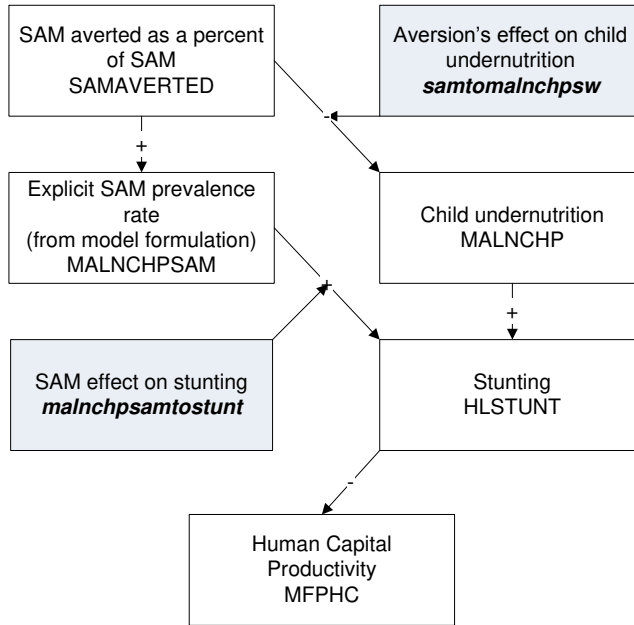 SAM averted as a percent
of SAM
SAMAVERTED
Aversion's effect on child
undernutrition
samtomalnchpsw
-
+
Explicit SAM prevalence
rate
(from model formulation)
MALNCHPSAM
Child undernutrition
MALNCHP
+
+
SAM effect on stunting
malnchpsamtostunt
Stunting
HLSTUNT
-
Human Capital
Productivity
MFPHC